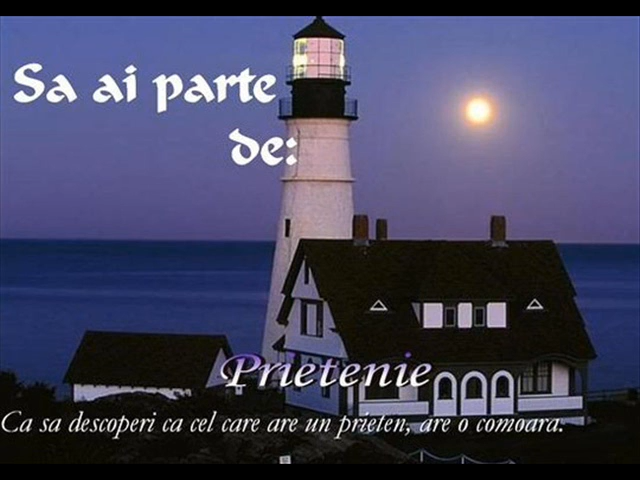 Sa ai parte
de:
Prietenie
Ca sa descoperi ca cel care are un prieten, are o comoara.